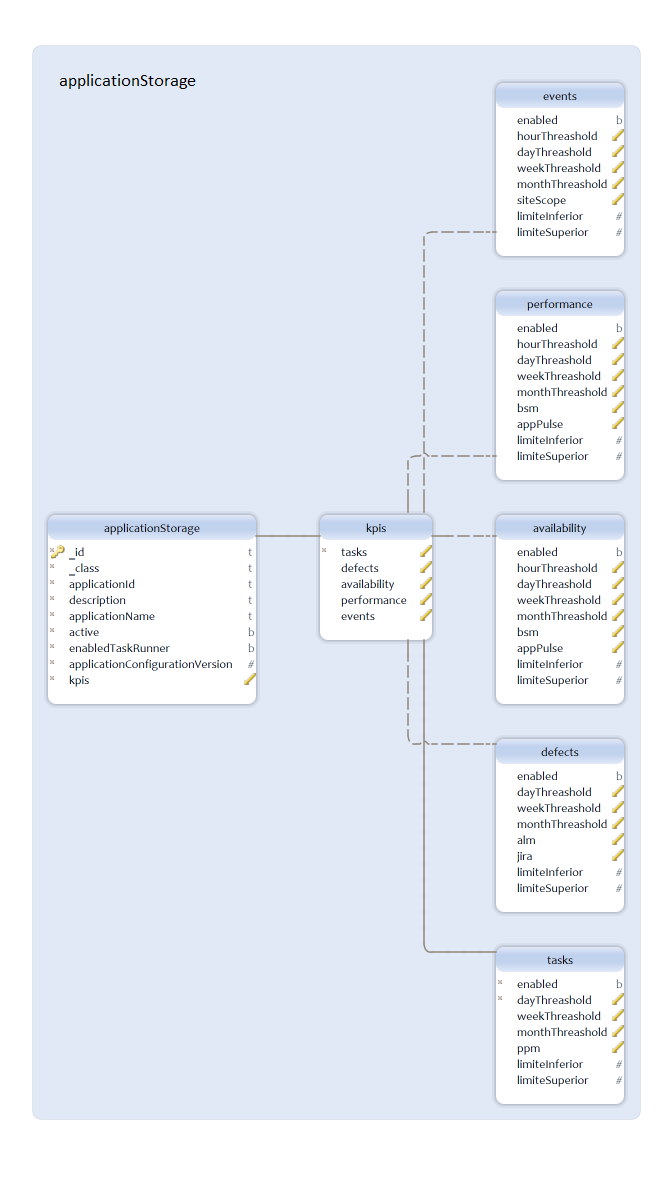 applicationStorage
events
enabled b
hourThreashold
dayThreashold
weekThreashold
monthThreashold
siteScope
limiteInferior #
limiteSuperior #
performance
enabled b
hourThreashold
dayThreashold
weekThreashold
monthThreashold
bsm
appPulse
limiteInferior #
limiteSuperior #
applicationStorage
* _id t
* _class t
* applicationId t
* description t
* applicationName t
* active b
* enabledTaskRunner b
* applicationConfigurationVersion #
* kpis
kpis
* tasks
defects
availability
performance
events
availability
enabled b
hourThreashold
dayThreashold
weekThreashold
monthThreashold
bsm
appPulse
limiteInferior #
limiteSuperior #
defects
enabled b
dayThreashold
weekThreashold
monthThreashold
alm
jira
limiteInferior #
limiteSuperior #
tasks
* enabled b
* dayThreashold
weekThreashold
monthThreashold
ppm
limiteInferior #
limiteSuperior #